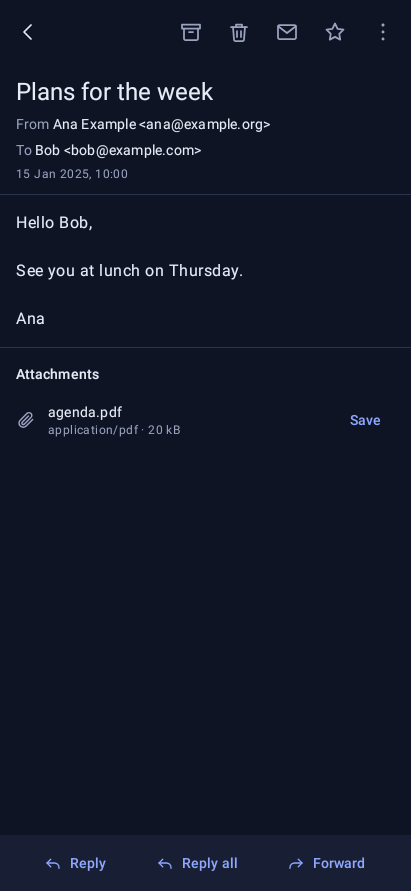 Plans for the week
From Ana Example <ana@example.org>
To Bob <bob@example.com>
15 Jan 2025, 10:00
Hello Bob,
See you at lunch on Thursday.
Ana
Attachments
agenda.pdf
application/pdf · 20 kB
Save
Reply
Reply all
Forward